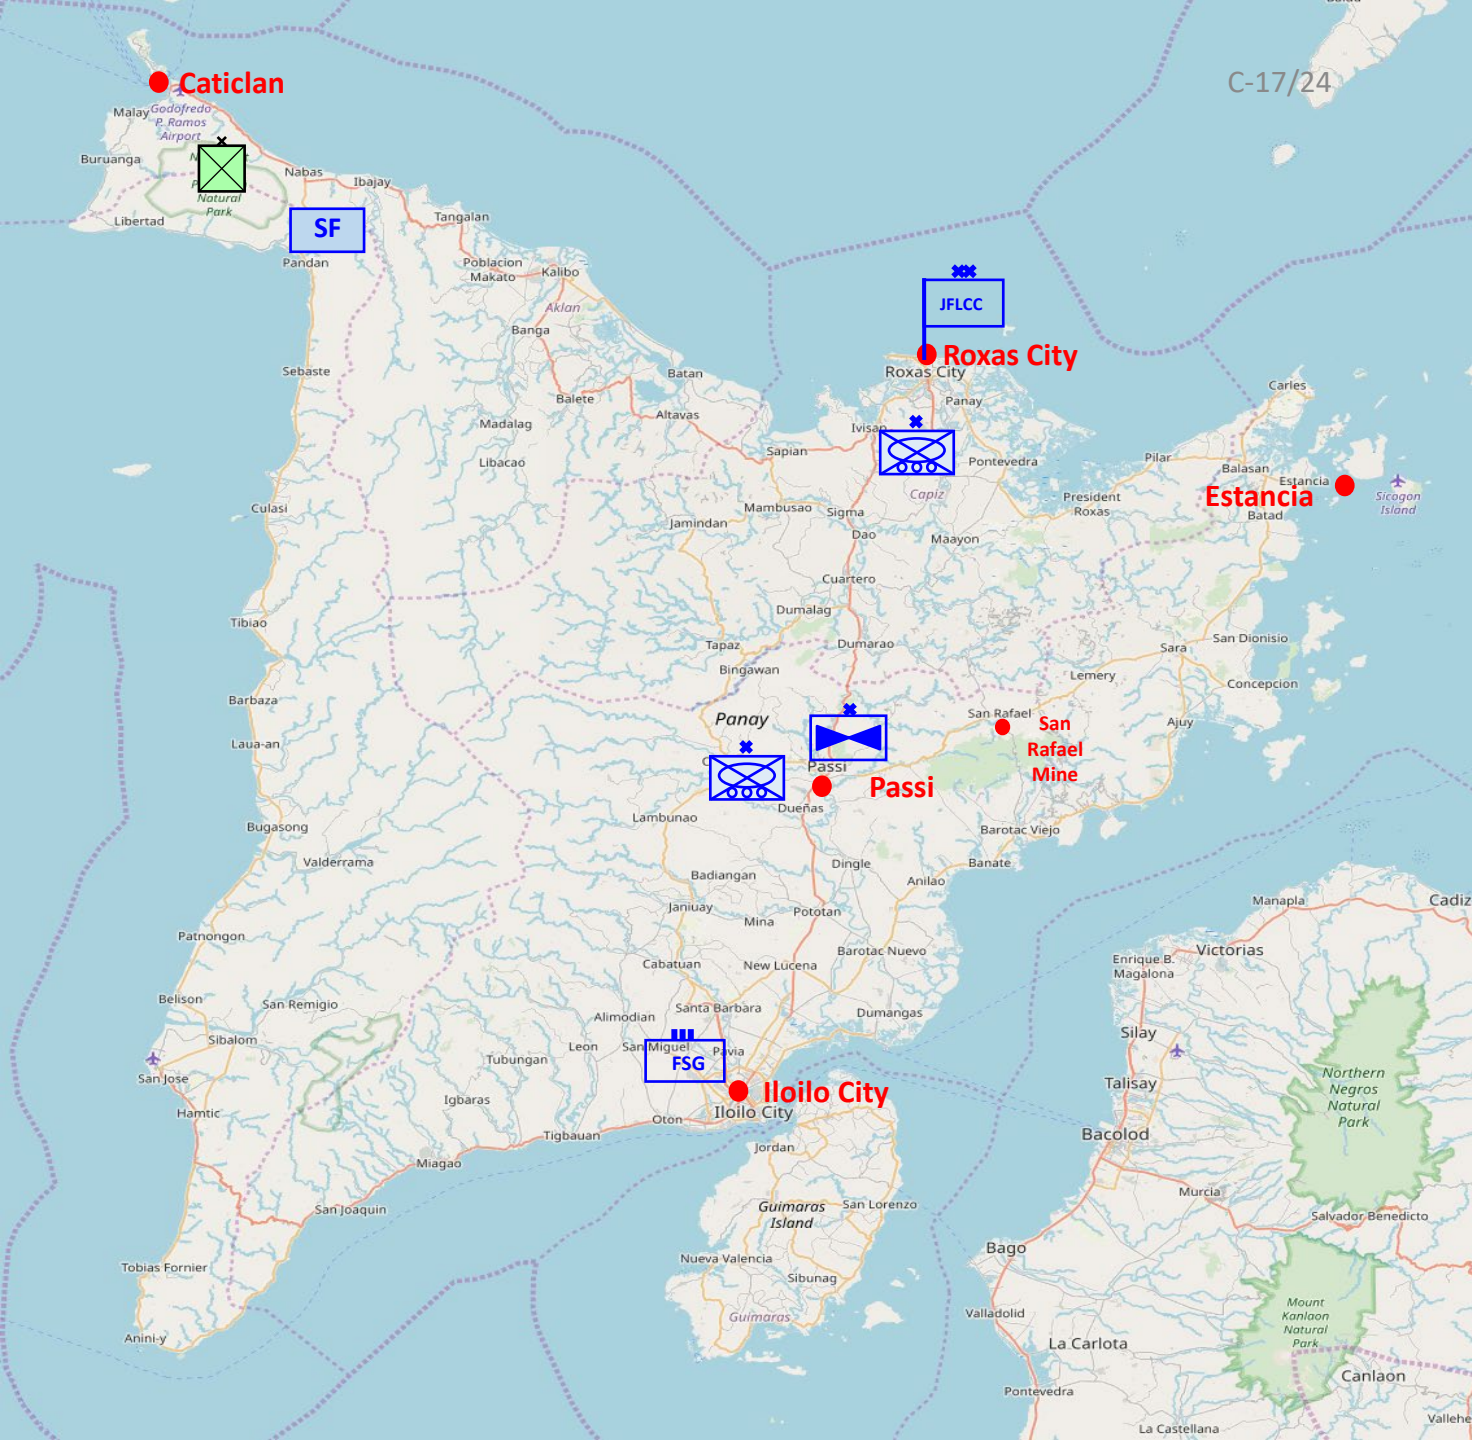 C-17/24
Caticlan
Malay
Godofredo
P. Ramos
Airport
Buruanga
Natural
Park
Nabas
Ibajay
Libertad
SF
Pandan
Tangalan
Poblacion
Makato
Kalibo
Aklan
Banga
JFLCC
Roxas City
Roxas City
Sebaste
Batan
Balete
Altavas
Panay
Carles
Madalag
Libacao
Sapian
Pontevedra
Capiz
Pilar
Balasan
Estancia
Estancia
Batad
Sicogon
Island
President
Roxas
Culasi
Jamindan
Mambusao
Sigma
Dao
Maayon
Cuartero
Dumalag
Tibiao
Tapaz
Dumarao
Bingawan
San Dionisio
Sara
Lemery
Concepcion
Barbaza
Panay
San Rafael
San
Rafael
Mine
Ajuy
Laua-an
Passi
Passi
Dueñas
Lambunao
Bugasong
Barotac Viejo
Valderrama
Dingle
Banate
Badiangan
Anilao
Janiuay
Mina
Pototan
Manapla
Cadiz
Patnongon
Barotac Nuevo
Cabatuan
New Lucena
Victorias
Enrique B.
Magalona
Belison
San Remigio
Santa Barbara
Alimodian
Dumangas
Sibalom
Leon
San Miguel
Pavia
FSG
Silay
Tubungan
San Jose
Igbaras
Iloilo City
Iloilo City
Oton
Hamtic
Talisay
Northern
Negros
Natural
Park
Tigbauan
Bacolod
Miagao
Jordan
Murcia
San Joaquin
Guimaras
Island
San Lorenzo
Salvador Benedicto
Bago
Nueva Valencia
Tobias Fornier
Sibunag
Guimaras
Valladolid
Mount
Kanlaon
Natural
Park
Anini-y
La Carlota
Canlaon
Pontevedra
La Castellana